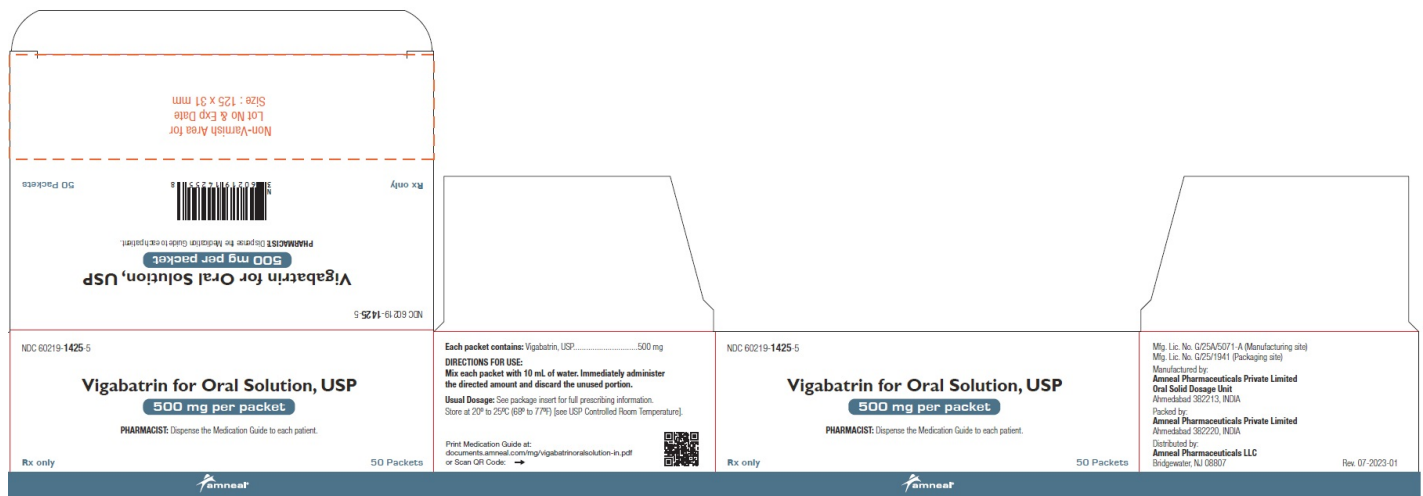 Non-Varnish Area for
Lot No & Exp Date
Size : 125 x 31 mm
NDC 60219-1425-5
Vigabatrin for Oral Solution, USP
500 mg per packet
PHARMACIST: Dispense the Medication Guide to each patient.
N
3 60219 14255 8
Rx only
50 Packets
NDC 60219-1425-5
Vigabatrin for Oral Solution, USP
500 mg per packet
PHARMACIST: Dispense the Medication Guide to each patient.
Rx only
50 Packets
amneal
Each packet contains: Vigabatrin, USP..............................500 mg
DIRECTIONS FOR USE:
Mix each packet with 10 mL of water. Immediately administer
the directed amount and discard the unused portion.
Usual Dosage: See package insert for full prescribing information.
Store at 20º to 25ºC (68º to 77ºF) [see USP Controlled Room Temperature].
Print Medication Guide at:
documents.amneal.com/mg/vigabatrinoralsolution-in.pdf
or Scan QR Code: →
NDC 60219-1425-5
Vigabatrin for Oral Solution, USP
500 mg per packet
PHARMACIST: Dispense the Medication Guide to each patient.
Rx only
50 Packets
amneal
Mfg. Lic. No. G/25A/5071-A (Manufacturing site)
Mfg. Lic. No. G/25/1941 (Packaging site)
Manufactured by:
Amneal Pharmaceuticals Private Limited
Oral Solid Dosage Unit
Ahmedabad 382213, INDIA
Packed by:
Amneal Pharmaceuticals Private Limited
Ahmedabad 382220, INDIA
Distributed by:
Amneal Pharmaceuticals LLC
Bridgewater, NJ 08807
Rev. 07-2023-01